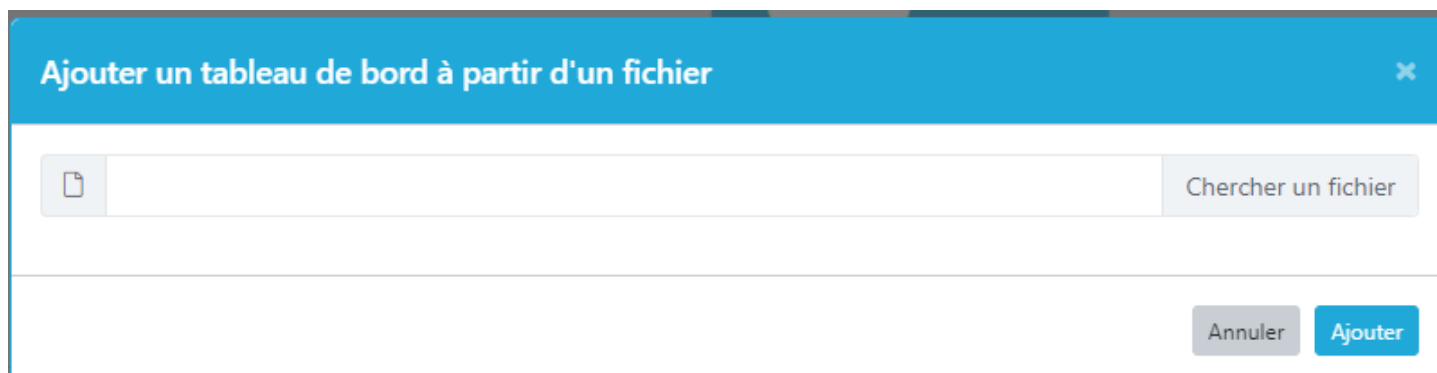 Ajouter un tableau de bord à partir d'un fichier
Chercher un fichier
Annuler Ajouter